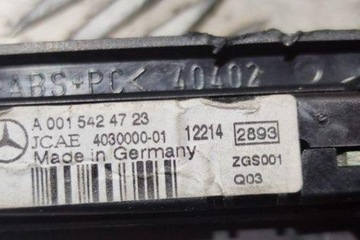 ABS+PC< 40402
A 001 542 47 23
JCAE 4030000-01 12214 2893
Made in Germany ZGS001
Q03